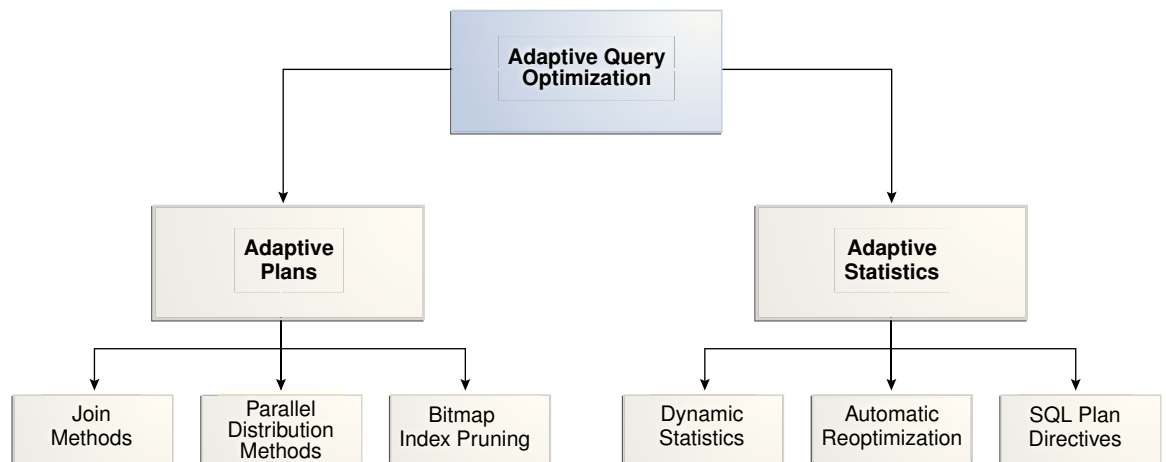 Adaptive Query
Optimization
Adaptive
Plans
Adaptive
Statistics
Join
Methods
Parallel
Distribution
Methods
Bitmap
Index Pruning
Dynamic
Statistics
Automatic
Reoptimization
SQL Plan
Directives